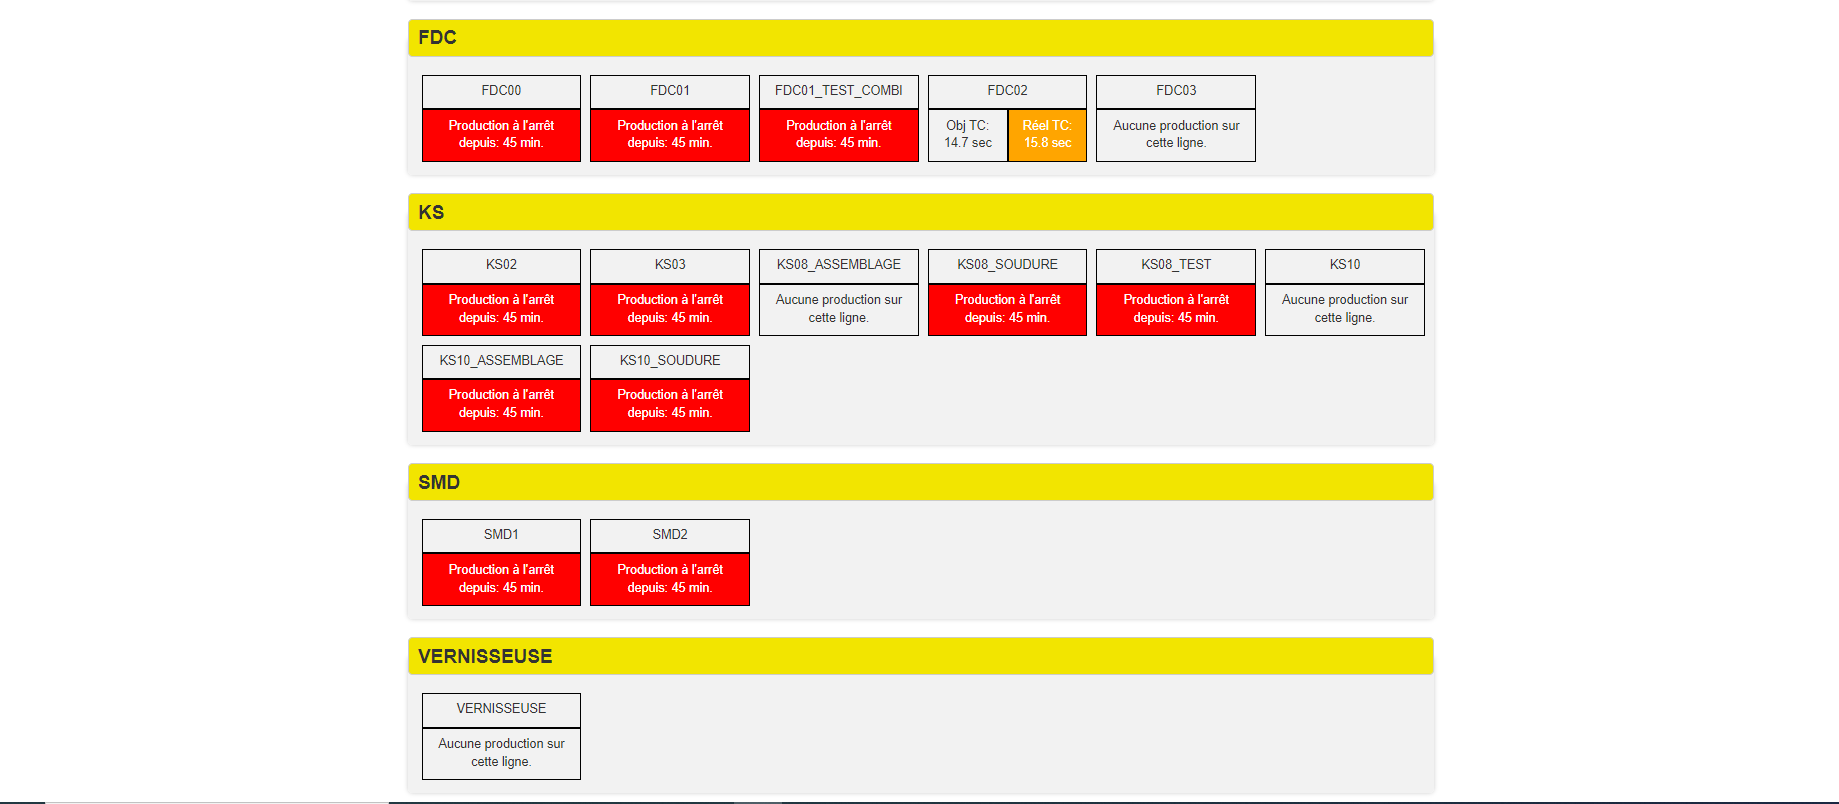 FDC
FDC00
Production à l'arrêt
depuis: 45 min.
FDC01
Production à l'arrêt
depuis: 45 min.
FDC01_TEST_COMBI
Production à l'arrêt
depuis: 45 min.
FDC02
Obj TC:
14.7 sec
Réel TC:
15.8 sec
FDC03
Aucune production sur
cette ligne.
KS
KS02
Production à l'arrêt
depuis: 45 min.
KS03
Production à l'arrêt
depuis: 45 min.
KS08_ASSEMBLAGE
Aucune production sur
cette ligne.
KS08_SOUDURE
Production à l'arrêt
depuis: 45 min.
KS08_TEST
Production à l'arrêt
depuis: 45 min.
KS10
Aucune production sur
cette ligne.
KS10_ASSEMBLAGE
Production à l'arrêt
depuis: 45 min.
KS10_SOUDURE
Production à l'arrêt
depuis: 45 min.
SMD
SMD1
Production à l'arrêt
depuis: 45 min.
SMD2
Production à l'arrêt
depuis: 45 min.
VERNISSEUSE
VERNISSEUSE
Aucune production sur
cette ligne.